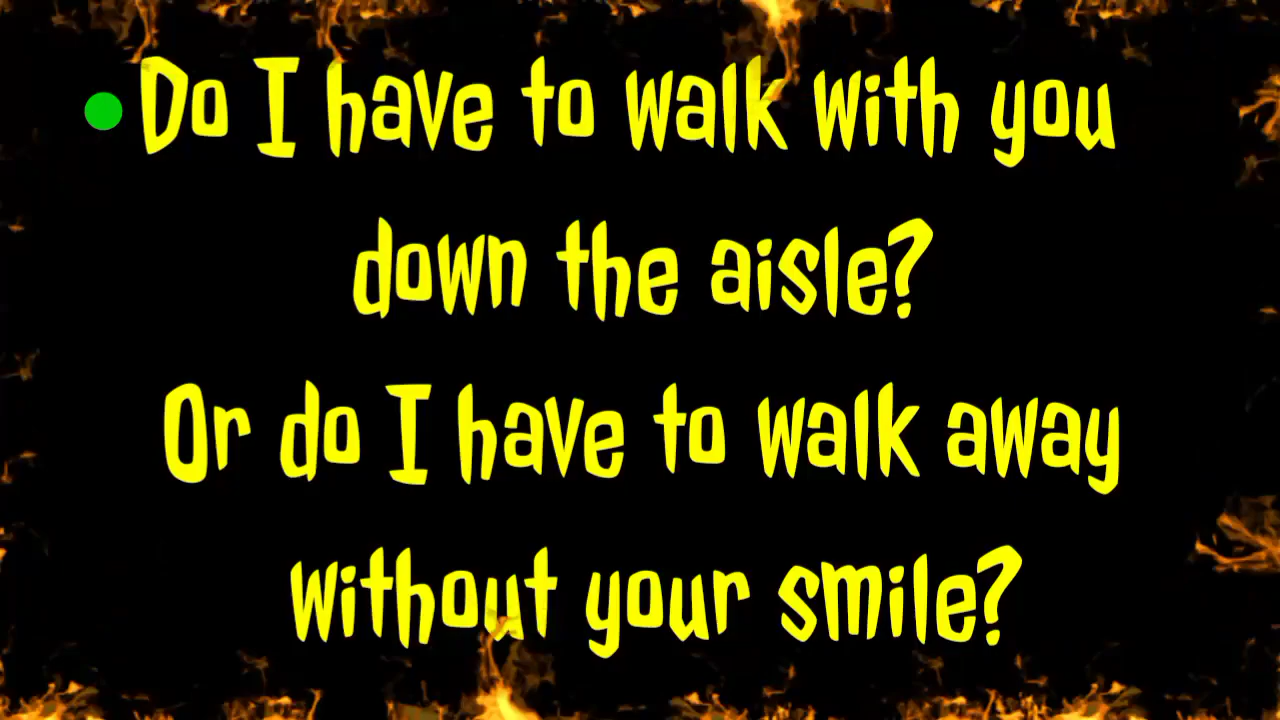 Do I have to walk with you
down the aisle?
Or do I have to walk away
without your smile?